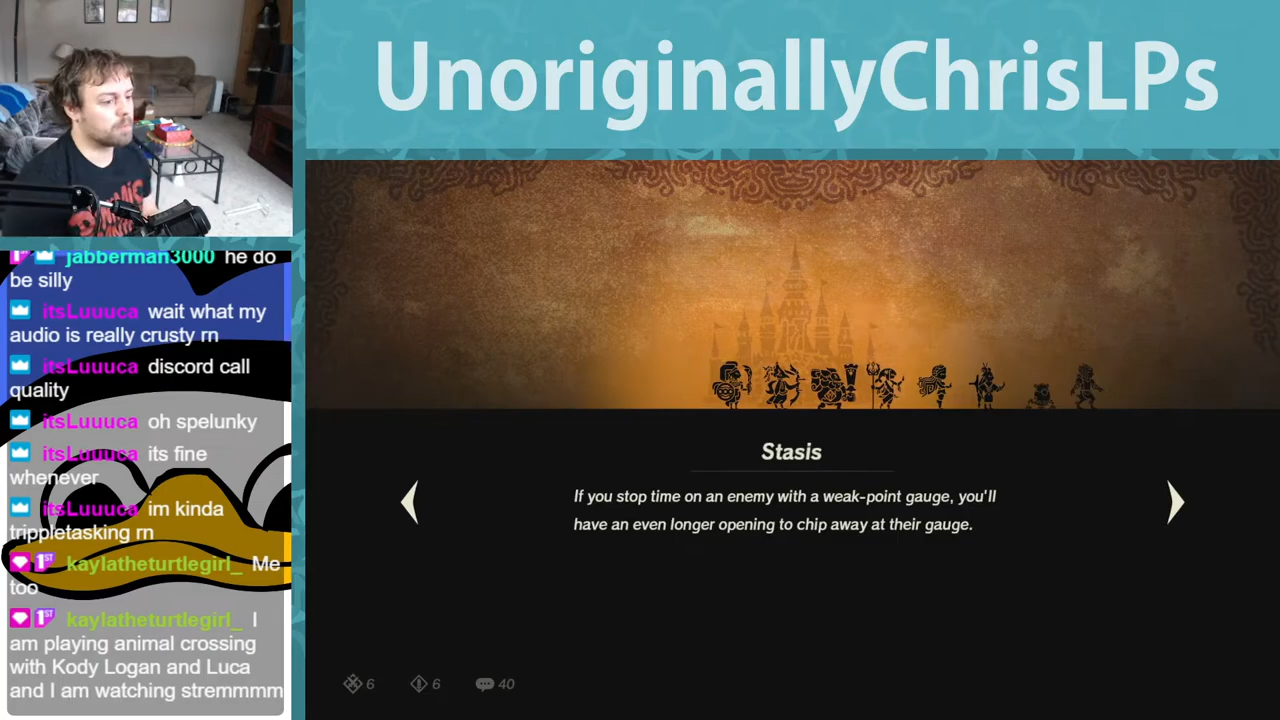 UnoriginallyChrisLPs
jabberman3000 he do
be silly
itsLuuuca wait what my
audio is really crusty rn
itsLuuuca discord call
quality
itsLuuuca oh spelunky
itsLuuuca its fine
whenever
itsLuuuca im kinda
trippletasking rn
kaylatheturtlegirl_ Me
too
kaylatheturtlegirl_ I
am playing animal crossing
with Kody Logan and Luca
and I am watching stremmmm
Stasis
If you stop time on an enemy with a weak-point gauge, you'll
have an even longer opening to chip away at their gauge.
6 6 40